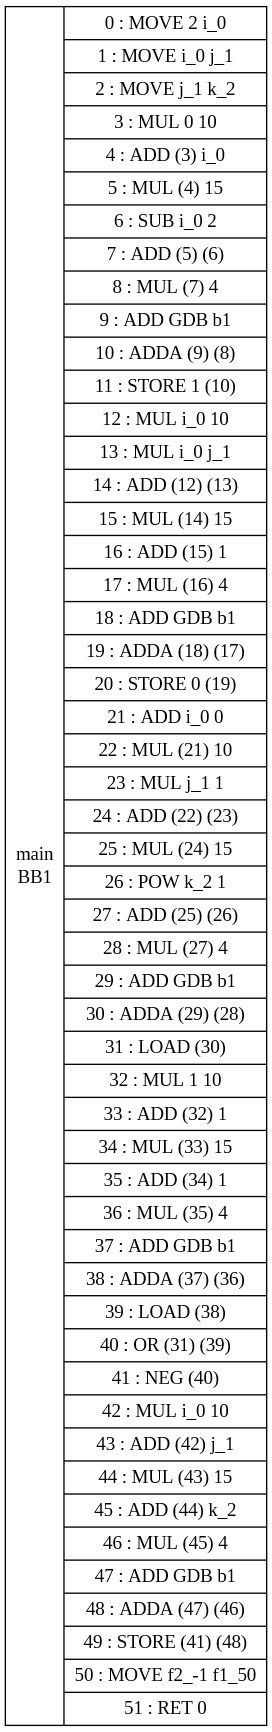 main
BB1
0 : MOVE 2 i_0
1 : MOVE i_0 j_1
2 : MOVE j_1 k_2
3 : MUL 0 10
4 : ADD (3) i_0
5 : MUL (4) 15
6 : SUB i_0 2
7 : ADD (5) (6)
8 : MUL (7) 4
9 : ADD GDB b1
10 : ADDA (9) (8)
11 : STORE 1 (10)
12 : MUL i_0 10
13 : MUL i_0 j_1
14 : ADD (12) (13)
15 : MUL (14) 15
16 : ADD (15) 1
17 : MUL (16) 4
18 : ADD GDB b1
19 : ADDA (18) (17)
20 : STORE 0 (19)
21 : ADD i_0 0
22 : MUL (21) 10
23 : MUL j_1 1
24 : ADD (22) (23)
25 : MUL (24) 15
26 : POW k_2 1
27 : ADD (25) (26)
28 : MUL (27) 4
29 : ADD GDB b1
30 : ADDA (29) (28)
31 : LOAD (30)
32 : MUL 1 10
33 : ADD (32) 1
34 : MUL (33) 15
35 : ADD (34) 1
36 : MUL (35) 4
37 : ADD GDB b1
38 : ADDA (37) (36)
39 : LOAD (38)
40 : OR (31) (39)
41 : NEG (40)
42 : MUL i_0 10
43 : ADD (42) j_1
44 : MUL (43) 15
45 : ADD (44) k_2
46 : MUL (45) 4
47 : ADD GDB b1
48 : ADDA (47) (46)
49 : STORE (41) (48)
50 : MOVE f2_-1 f1_50
51 : RET 0